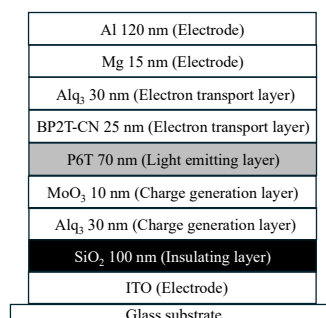 Al 120 nm (Electrode)
Mg 15 nm (Electrode)
Alq₃ 30 nm (Electron transport layer)
BP2T-CN 25 nm (Electron transport layer)
P6T 70 nm (Light emitting layer)
MoO₃ 10 nm (Charge generation layer)
Alq₃ 30 nm (Charge generation layer)
SiO₂ 100 nm (Insulating layer)
ITO (Electrode)
Glass substrate